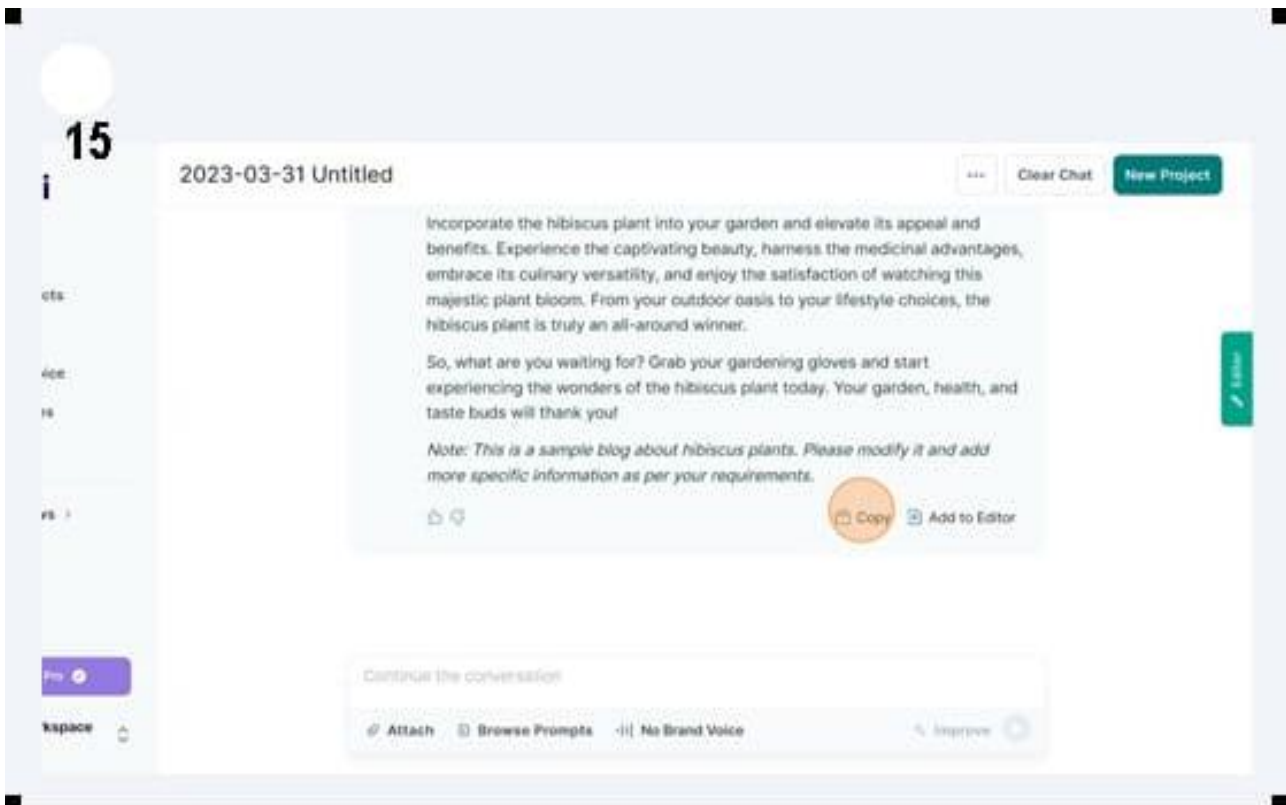 15
i
2023-03-31 Untitled
Clear Chat
New Project
Incorporate the hibiscus plant into your garden and elevate its appeal and
benefits. Experience the captivating beauty, harness the medicinal advantages,
embrace its culinary versatility, and enjoy the satisfaction of watching this
majestic plant bloom. From your outdoor oasis to your lifestyle choices, the
hibiscus plant is truly an all-around winner.
So, what are you waiting for? Grab your gardening gloves and start
experiencing the wonders of the hibiscus plant today. Your garden, health, and
taste buds will thank you!
Note: This is a sample blog about hibiscus plants. Please modify it and add
more specific information as per your requirements.
Copy
Add to Editor
cts
oice
es
Editor
Pro
kspace
Continue the conversation
Attach
Browse Prompts
No Brand Voice
Improve